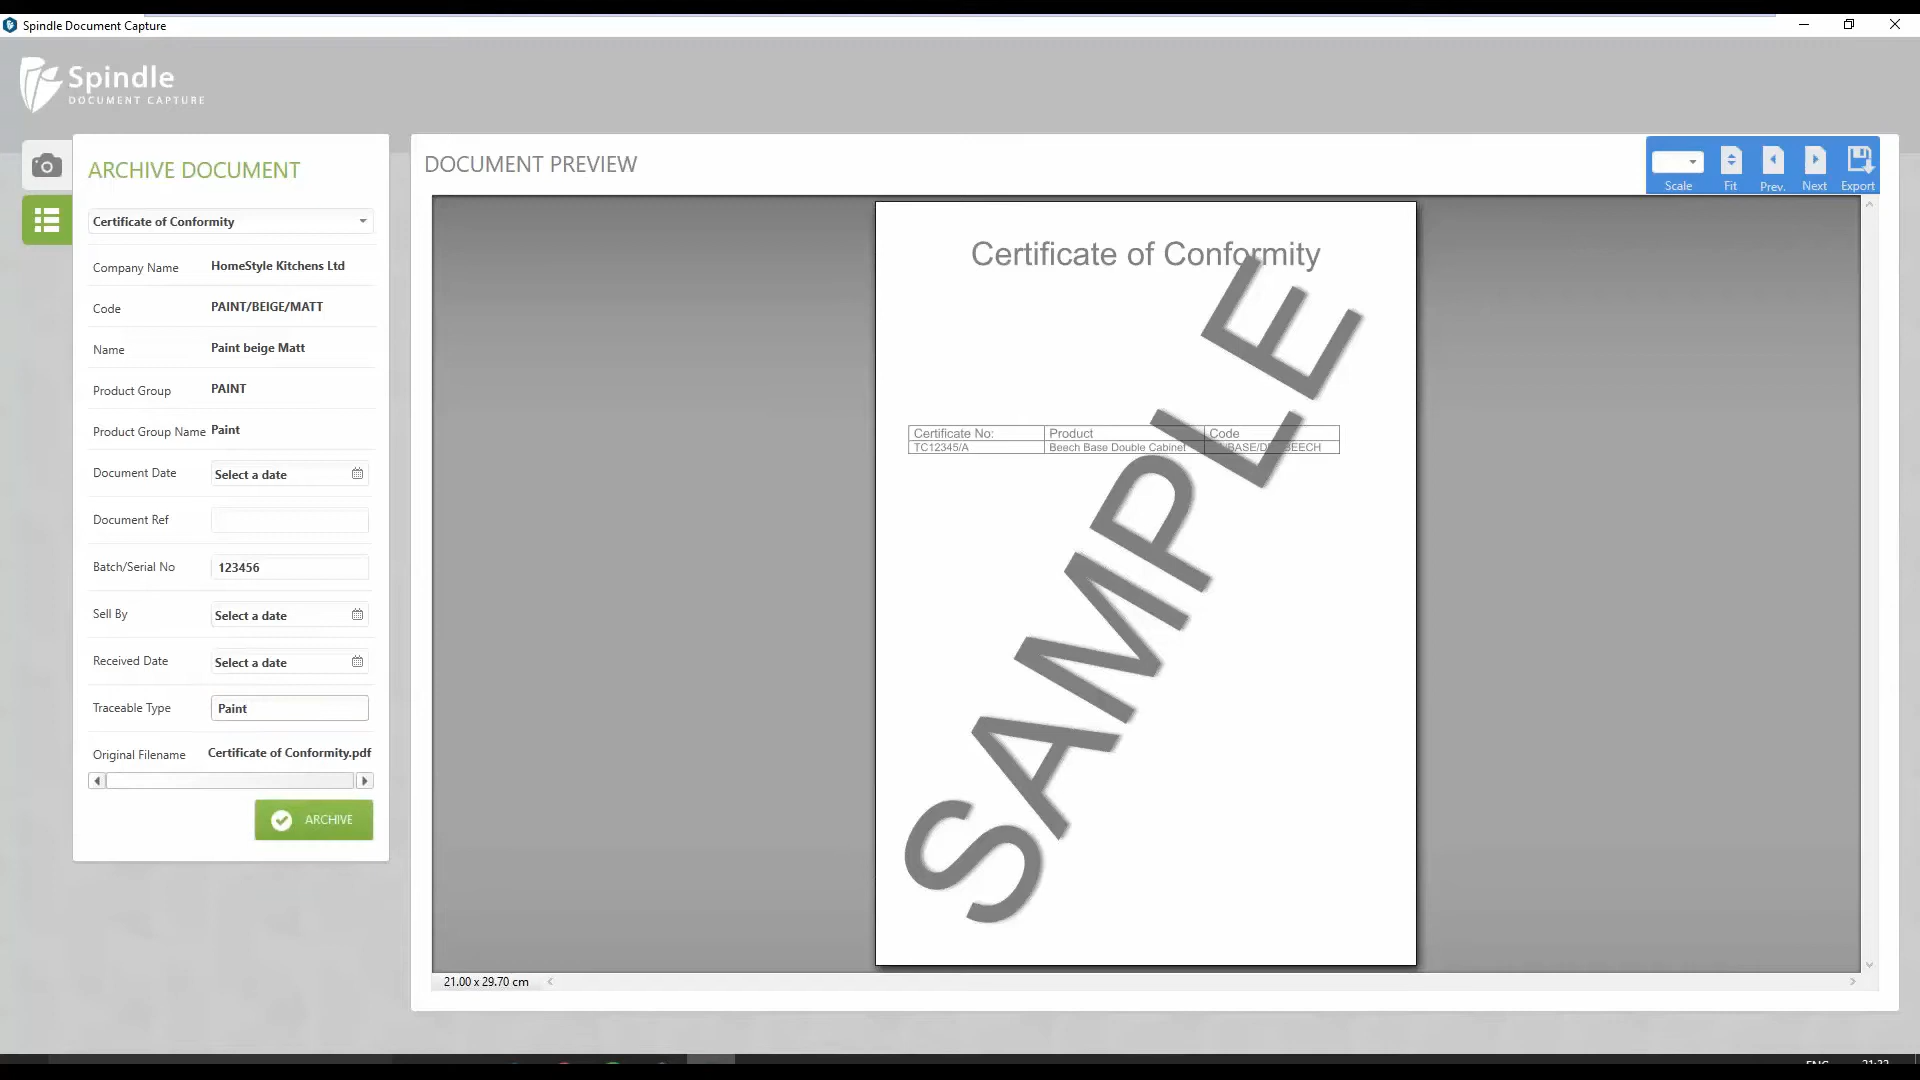 Spindle Document Capture
Spindle
DOCUMENT CAPTURE
ARCHIVE DOCUMENT
Certificate of Conformity
Company Name HomeStyle Kitchens Ltd
Code PAINT/BEIGE/MATT
Name Paint beige Matt
Product Group PAINT
Product Group Name Paint
Document Date Select a date
Document Ref
Batch/Serial No 123456
Sell By Select a date
Received Date Select a date
Traceable Type Paint
Original Filename Certificate of Conformity.pdf
ARCHIVE
DOCUMENT PREVIEW
Scale Fit Prev. Next Export
Certificate of Conformity
Certificate No: Product Code
TC12345/A Beech Base Double Cabinet
SAMPLE
21.00 x 29.70 cm